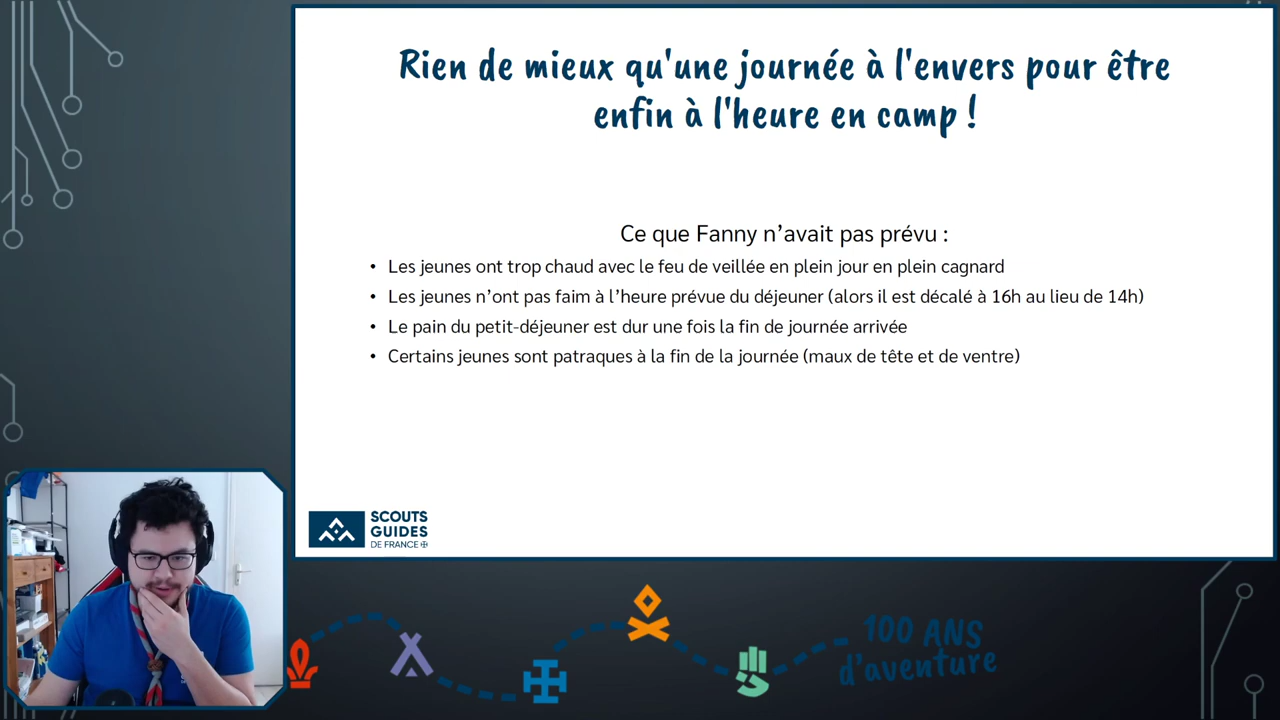 Rien de mieux qu'une journée à l'envers pour être
enfin à l'heure en camp !
Ce que Fanny n’avait pas prévu :
• Les jeunes ont trop chaud avec le feu de veillée en plein jour en plein cagnard
• Les jeunes n’ont pas faim à l’heure prévue du déjeuner (alors il est décalé à 16h au lieu de 14h)
• Le pain du petit-déjeuner est dur une fois la fin de journée arrivée
• Certains jeunes sont patraques à la fin de la journée (maux de tête et de ventre)
SCOUTS
GUIDES
DE FRANCE
100 ANS
d'aventure